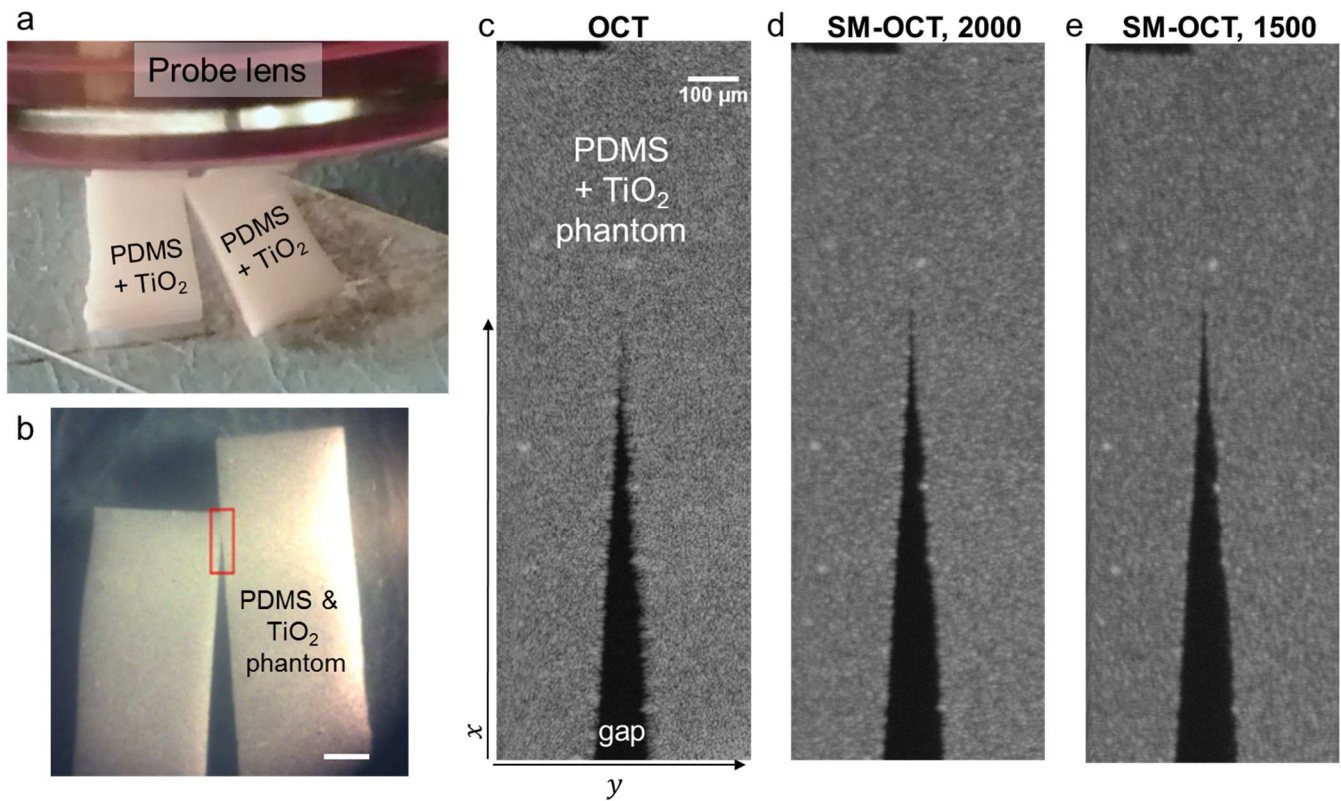 a
Probe lens
PDMS
+ TiO₂
PDMS
+ TiO₂
b
PDMS &
TiO₂
phantom
c
OCT
100 µm
PDMS
+ TiO₂
phantom
gap
x
y
d
SM-OCT, 2000
e
SM-OCT, 1500